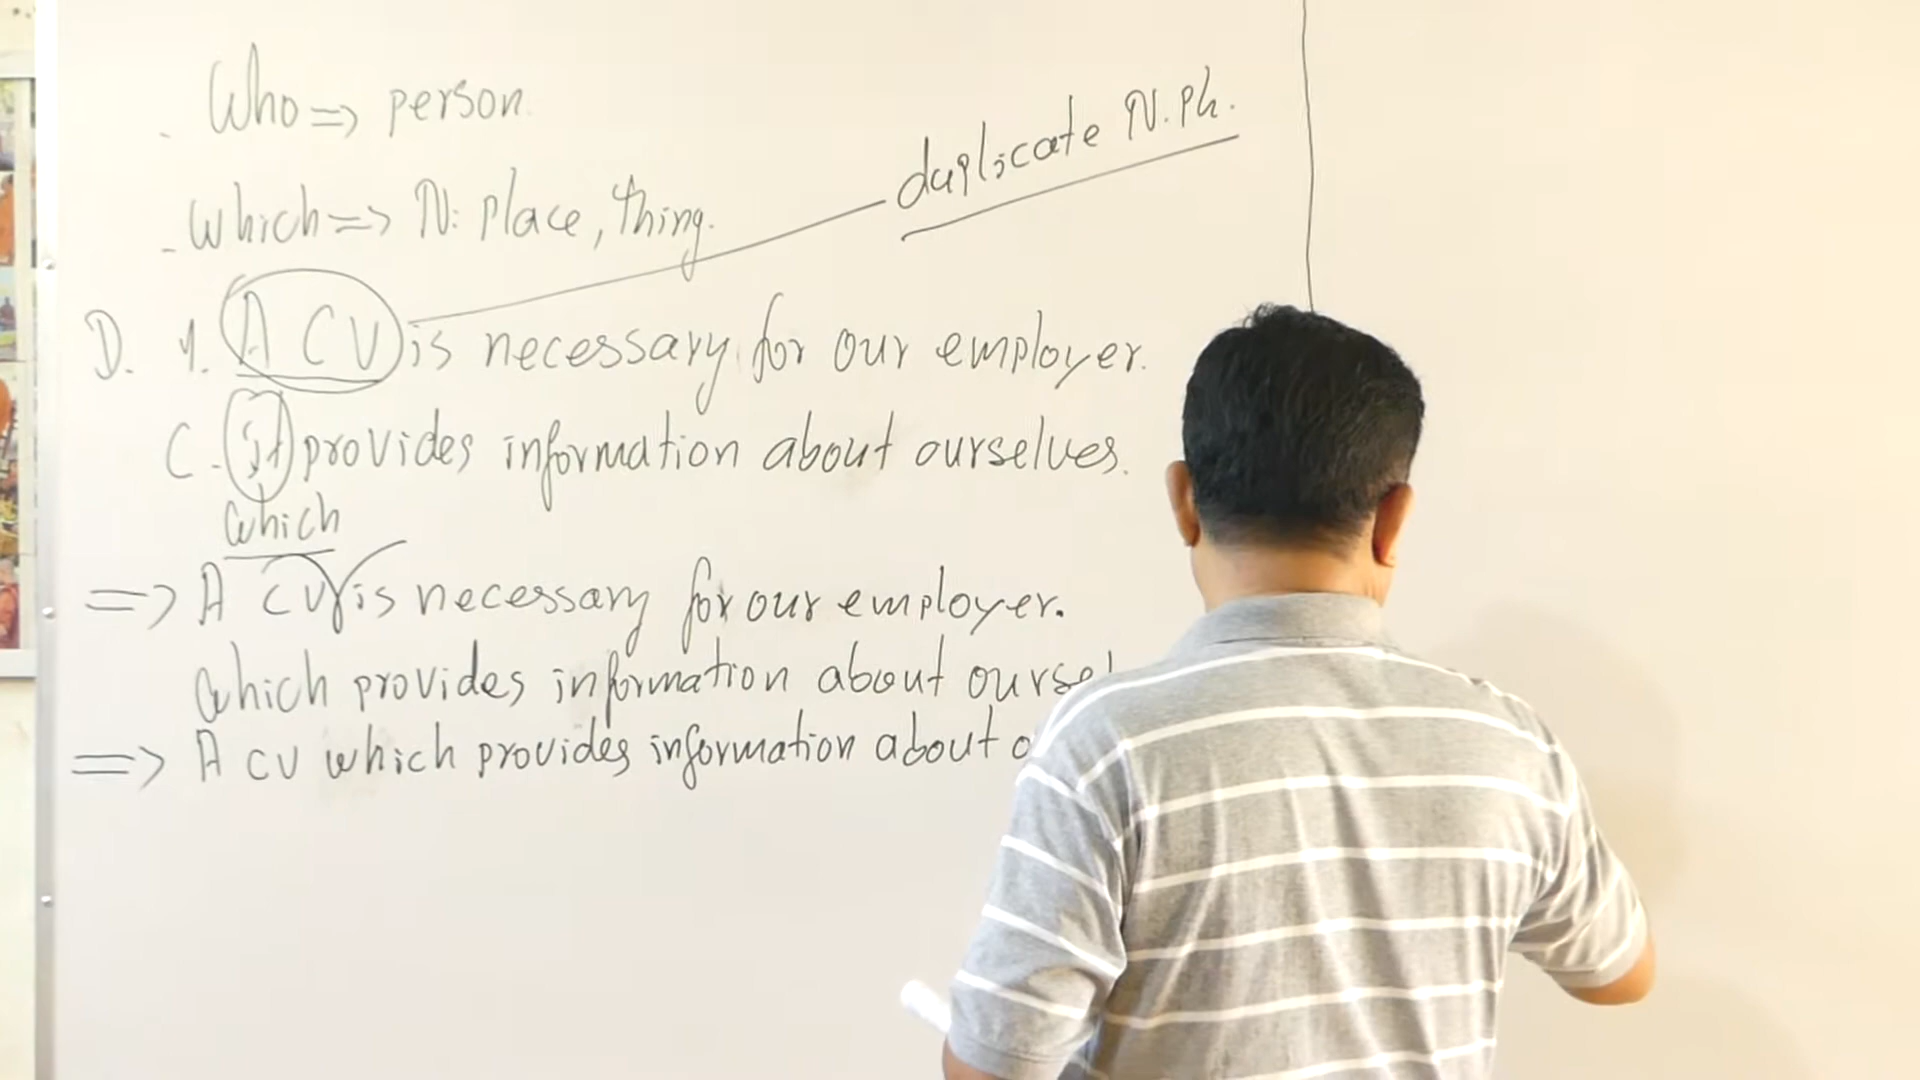 - Who => person.
duplicate N.Ph.
- which => N: place, thing.
D. 1. A CV is necessary for our employer.
C. It provides information about ourselves.
which
=> A CV is necessary for our employer.
which provides information about
=> A CV which provides information about